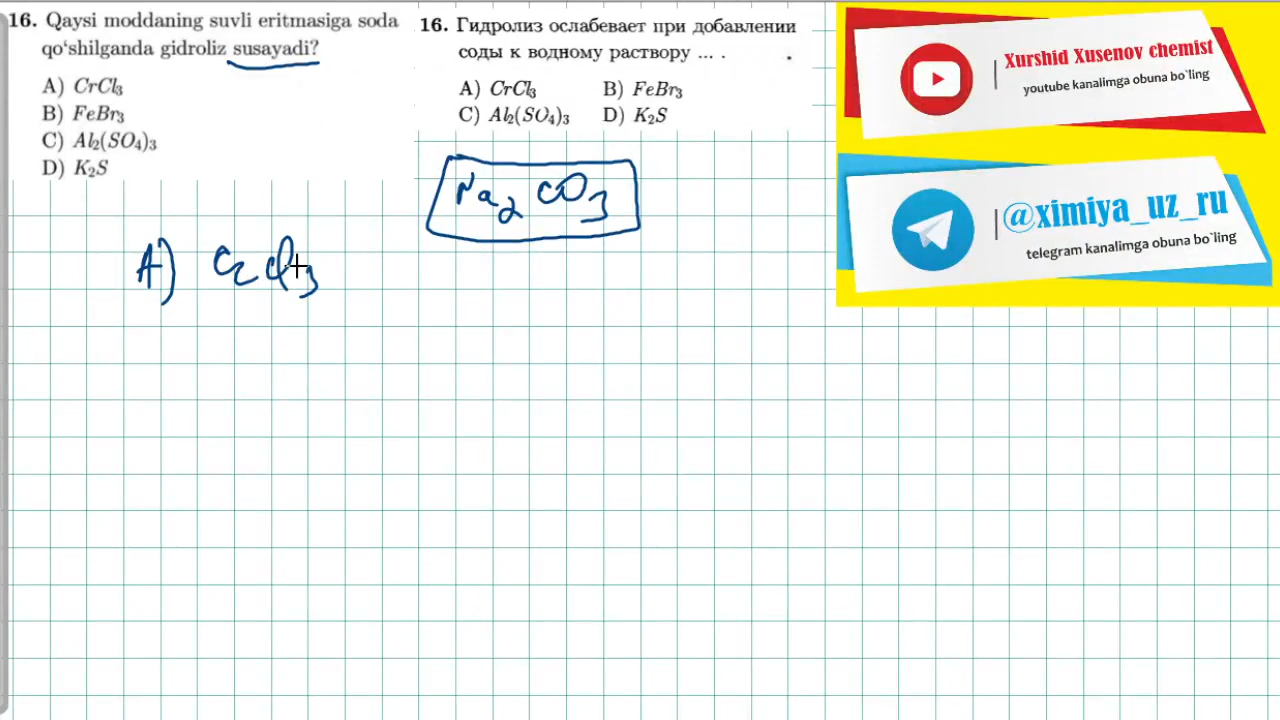 16. Qaysi moddaning suvli eritmasiga soda
qo‘shilganda gidroliz susayadi?
A) CrCl₃
B) FeBr₃
C) Al₂(SO₄)₃
D) K₂S
16. Гидролиз ослабевает при добавлении
соды к водному раствору ... .
A) CrCl₃ B) FeBr₃
C) Al₂(SO₄)₃ D) K₂S
Na₂CO₃
A) CrCl₃
Xurshid Xusenov chemist
youtube kanalimga obuna bo`ling
@ximiya_uz_ru
telegram kanalimga obuna bo`ling